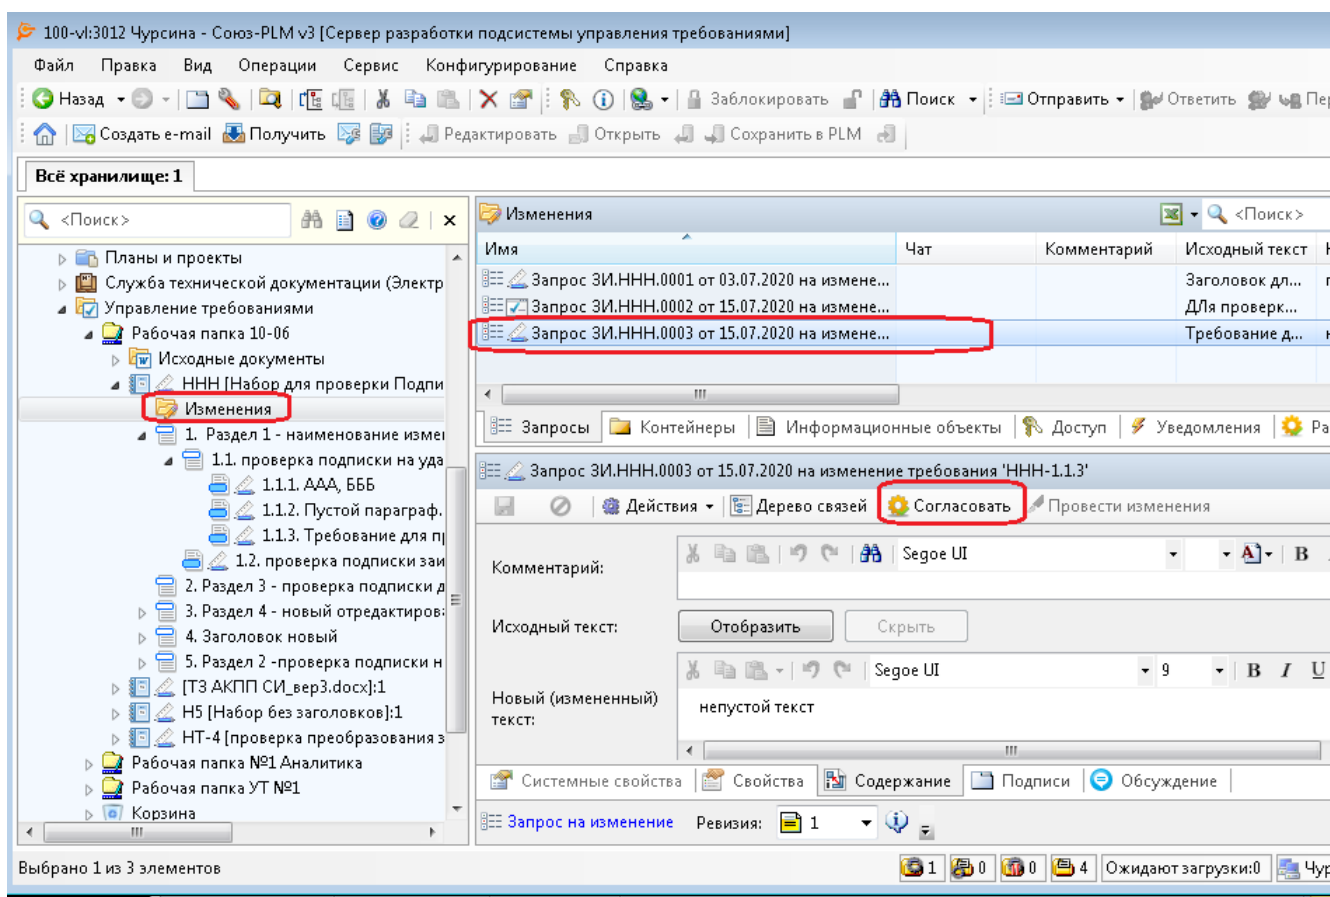 100-vl:3012 Чурсина - Союз-PLM v3 [Сервер разработки подсистемы управления требованиями]
Файл Правка Вид Операции Сервис Конфигурирование Справка
Назад Заблокировать Поиск Отправить Ответить Пер
Создать e-mail Получить Редактировать Открыть Сохранить в PLM
Всё хранилище: 1
<Поиск>
Планы и проекты
Служба технической документации (Электр
Управление требованиями
Рабочая папка 10-06
Исходные документы
ННН [Набор для проверки Подпи
Изменения
1. Раздел 1 - наименование измен
1.1. проверка подписки на уда
1.1.1. ААА, БББ
1.1.2. Пустой параграф.
1.1.3. Требование для п
1.2. проверка подписки заи
2. Раздел 3 - проверка подписки д
3. Раздел 4 - новый отредактиров
4. Заголовок новый
5. Раздел 2 -проверка подписки н
[ТЗ АКПП СИ_вер3.docx]:1
Н5 [Набор без заголовков]:1
НТ-4 [проверка преобразования з
Рабочая папка №1 Аналитика
Рабочая папка УТ №1
Корзина
Изменения <Поиск>
Имя Чат Комментарий Исходный текст
Запрос ЗИ.ННН.0001 от 03.07.2020 на измене... Заголовок дл...
Запрос ЗИ.ННН.0002 от 15.07.2020 на измене... ДЛя проверк...
Запрос ЗИ.ННН.0003 от 15.07.2020 на измене... Требование д...
Запросы Контейнеры Информационные объекты Доступ Уведомления Ра
Запрос ЗИ.ННН.0003 от 15.07.2020 на изменение требования 'ННН-1.1.3'
Действия Дерево связей Согласовать Провести изменения
Комментарий: Segoe UI A B
Исходный текст: Отобразить Скрыть
Segoe UI 9 B I U
Новый (измененный)
текст:
непустой текст
Системные свойства Свойства Содержание Подписи Обсуждение
Запрос на изменение Ревизия: 1
Выбрано 1 из 3 элементов 1 0 0 4 Ожидают загрузки:0 Чур